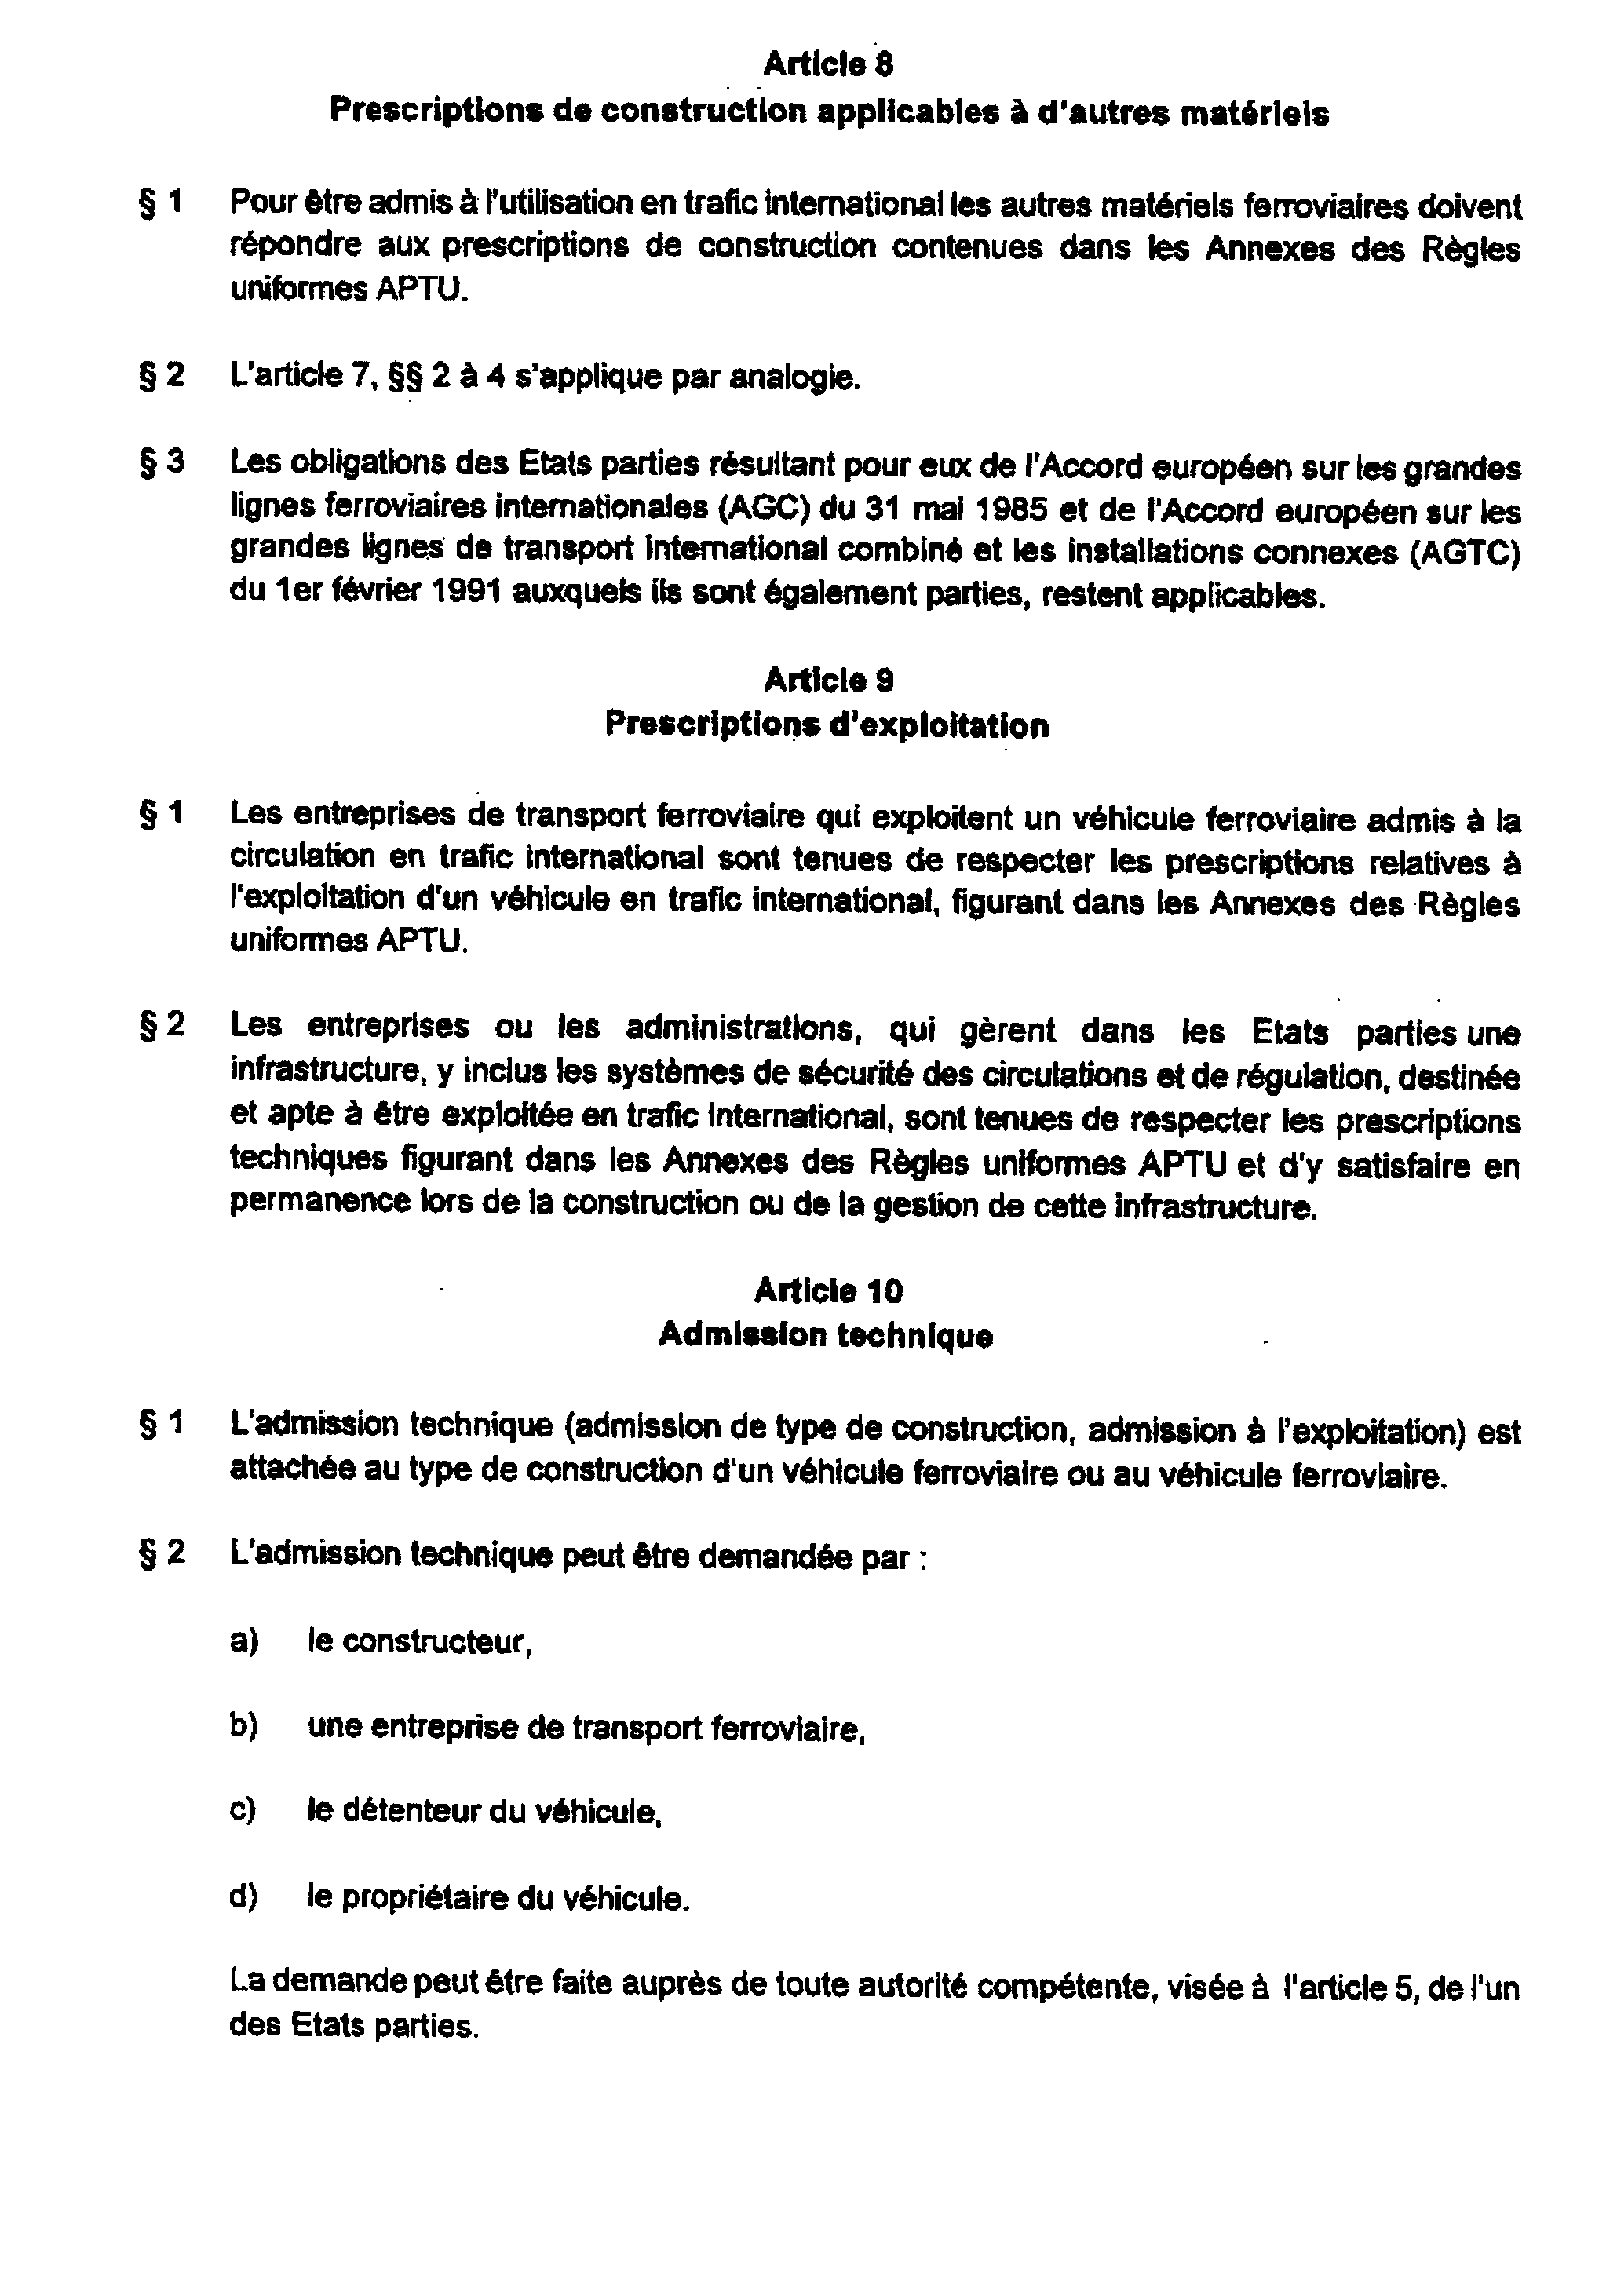 Article 8
Prescriptions de construction applicables à d'autres matériels
§ 1 Pour être admis à l'utilisation en trafic international les autres matériels ferroviaires doivent
répondre aux prescriptions de construction contenues dans les Annexes des Règles
uniformes APTU.
§ 2 L'article 7, §§ 2 à 4 s'applique par analogie.
§ 3 Les obligations des Etats parties résultant pour eux de l'Accord européen sur les grandes
lignes ferroviaires internationales (AGC) du 31 mai 1985 et de l'Accord européen sur les
grandes lignes de transport international combiné et les installations connexes (AGTC)
du 1er février 1991 auxquels ils sont également parties, restent applicables.
Article 9
Prescriptions d'exploitation
§ 1 Les entreprises de transport ferroviaire qui exploitent un véhicule ferroviaire admis à la
circulation en trafic international sont tenues de respecter les prescriptions relatives à
l'exploitation d'un véhicule en trafic international, figurant dans les Annexes des Règles
uniformes APTU.
§ 2 Les entreprises ou les administrations, qui gèrent dans les Etats parties une
infrastructure, y inclus les systèmes de sécurité des circulations et de régulation, destinée
et apte à être exploitée en trafic international, sont tenues de respecter les prescriptions
techniques figurant dans les Annexes des Règles uniformes APTU et d'y satisfaire en
permanence lors de la construction ou de la gestion de cette infrastructure.
Article 10
Admission technique
§ 1 L'admission technique (admission de type de construction, admission à l'exploitation) est
attachée au type de construction d'un véhicule ferroviaire ou au véhicule ferroviaire.
§ 2 L'admission technique peut être demandée par :
a) le constructeur,
b) une entreprise de transport ferroviaire,
c) le détenteur du véhicule,
d) le propriétaire du véhicule.
La demande peut être faite auprès de toute autorité compétente, visée à l'article 5, de l'un
des Etats parties.